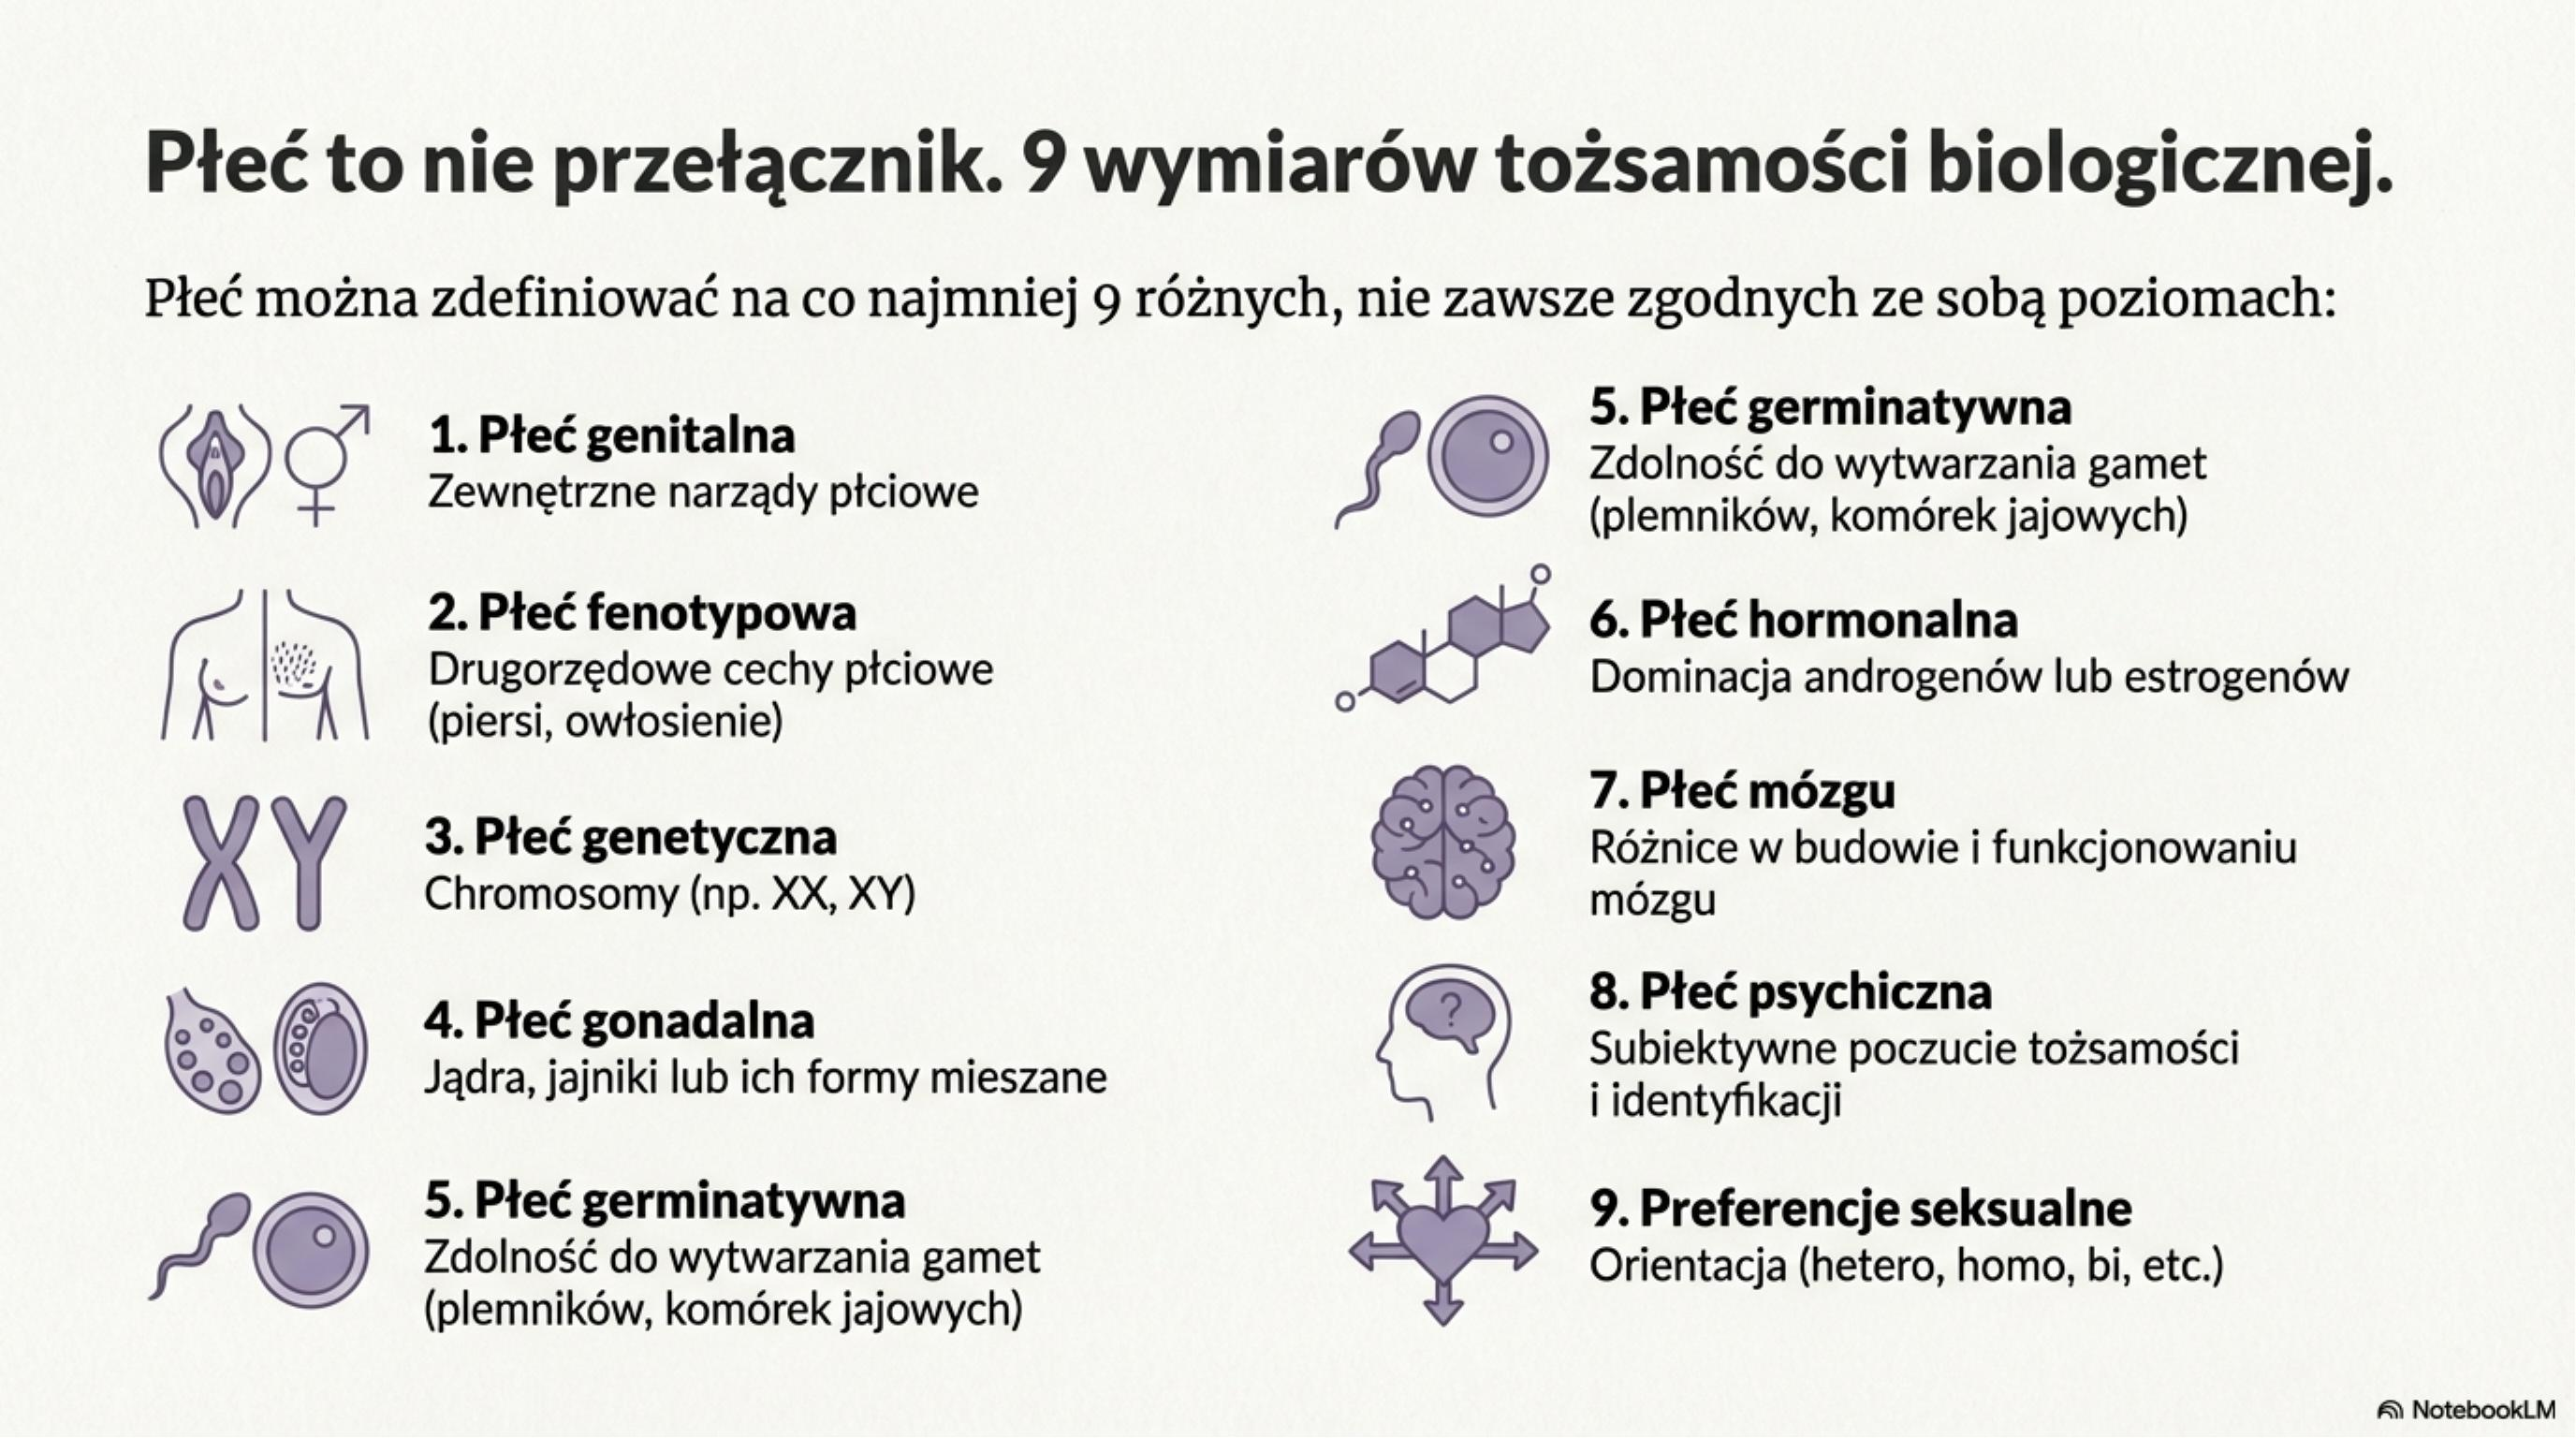 Płeć to nie przełącznik. 9 wymiarów tożsamości biologicznej.
Płeć można zdefiniować na co najmniej 9 różnych, nie zawsze zgodnych ze sobą poziomach:
1. Płeć genitalna
Zewnętrzne narządy płciowe
2. Płeć fenotypowa
Drugorzędowe cechy płciowe
(piersi, owłosienie)
XY
3. Płeć genetyczna
Chromosomy (np. XX, XY)
4. Płeć gonadalna
Jądra, jajniki lub ich formy mieszane
5. Płeć germinatywna
Zdolność do wytwarzania gamet
(plemników, komórek jajowych)
5. Płeć germinatywna
Zdolność do wytwarzania gamet
(plemników, komórek jajowych)
6. Płeć hormonalna
Dominacja androgenów lub estrogenów
7. Płeć mózgu
Różnice w budowie i funkcjonowaniu
mózgu
?
8. Płeć psychiczna
Subiektywne poczucie tożsamości
i identyfikacji
9. Preferencje seksualne
Orientacja (hetero, homo, bi, etc.)
NotebookLM